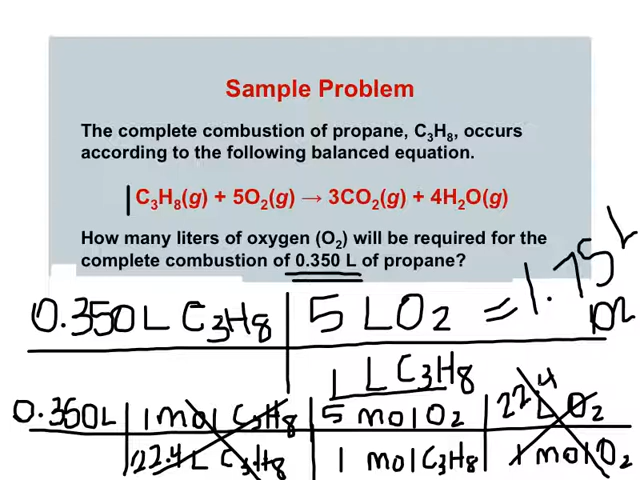 Sample Problem
The complete combustion of propane, C₃H₈, occurs
according to the following balanced equation.
1 C₃H₈(g) + 5O₂(g) → 3CO₂(g) + 4H₂O(g)
How many liters of oxygen (O₂) will be required for the
complete combustion of 0.350 L of propane?
0.350 L C₃H₈ | 5 L O₂ = 1.75 L O₂
1 L C₃H₈
0.350L | 1 mol C₃H₈ | 5 mol O₂ | 22.4 L O₂
22.4 L C₃H₈ | 1 mol C₃H₈ | 1 mol O₂